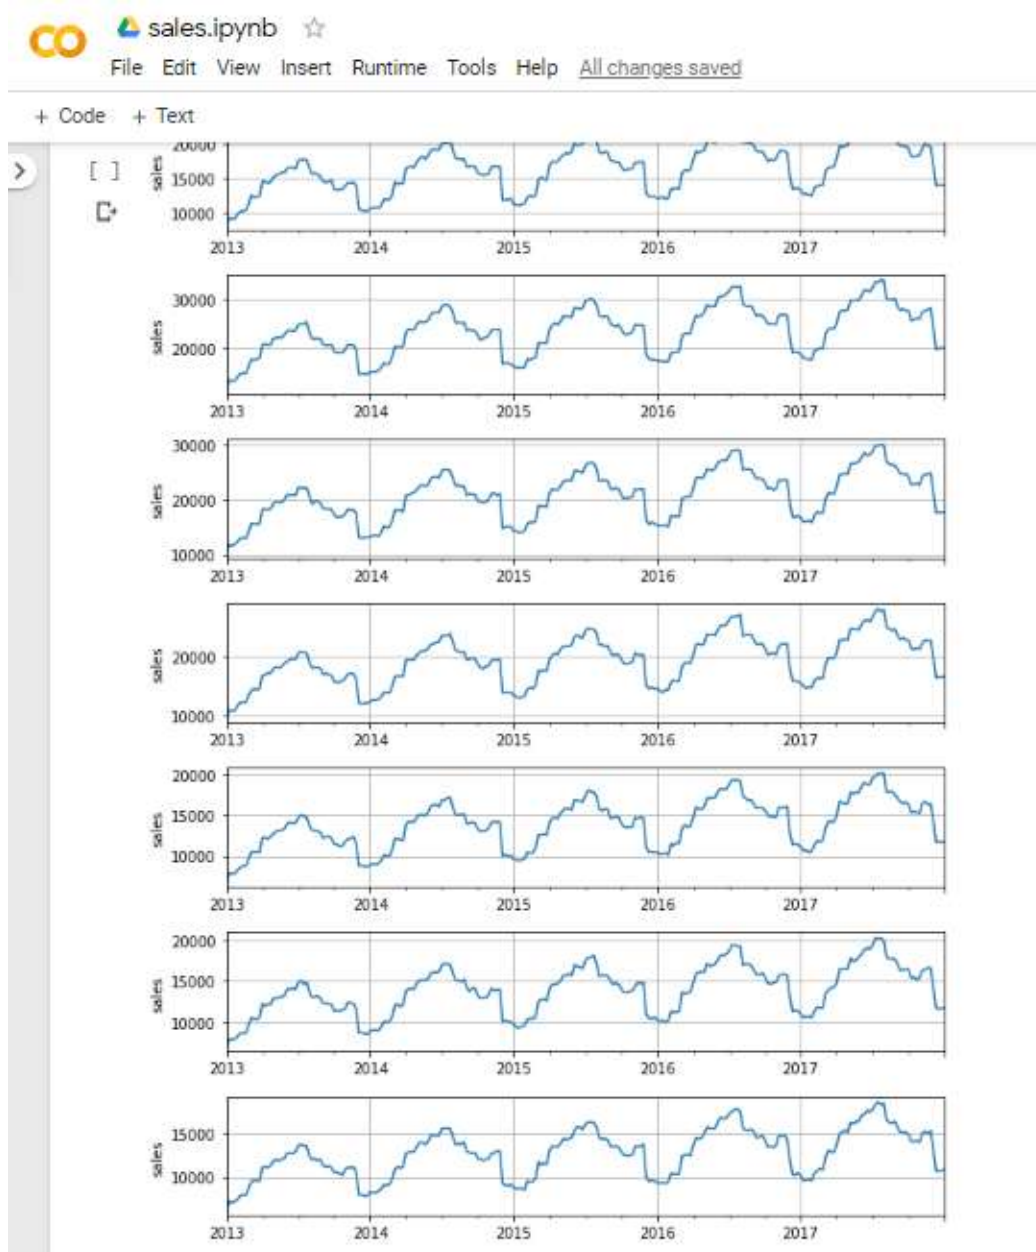 CO sales.ipynb
File Edit View Insert Runtime Tools Help All changes saved
+ Code + Text
[ ]
20000
15000
10000
sales
2013 2014 2015 2016 2017
30000
20000
sales
2013 2014 2015 2016 2017
30000
20000
10000
sales
2013 2014 2015 2016 2017
20000
10000
sales
2013 2014 2015 2016 2017
20000
15000
10000
sales
2013 2014 2015 2016 2017
20000
15000
10000
sales
2013 2014 2015 2016 2017
15000
10000
sales
2013 2014 2015 2016 2017